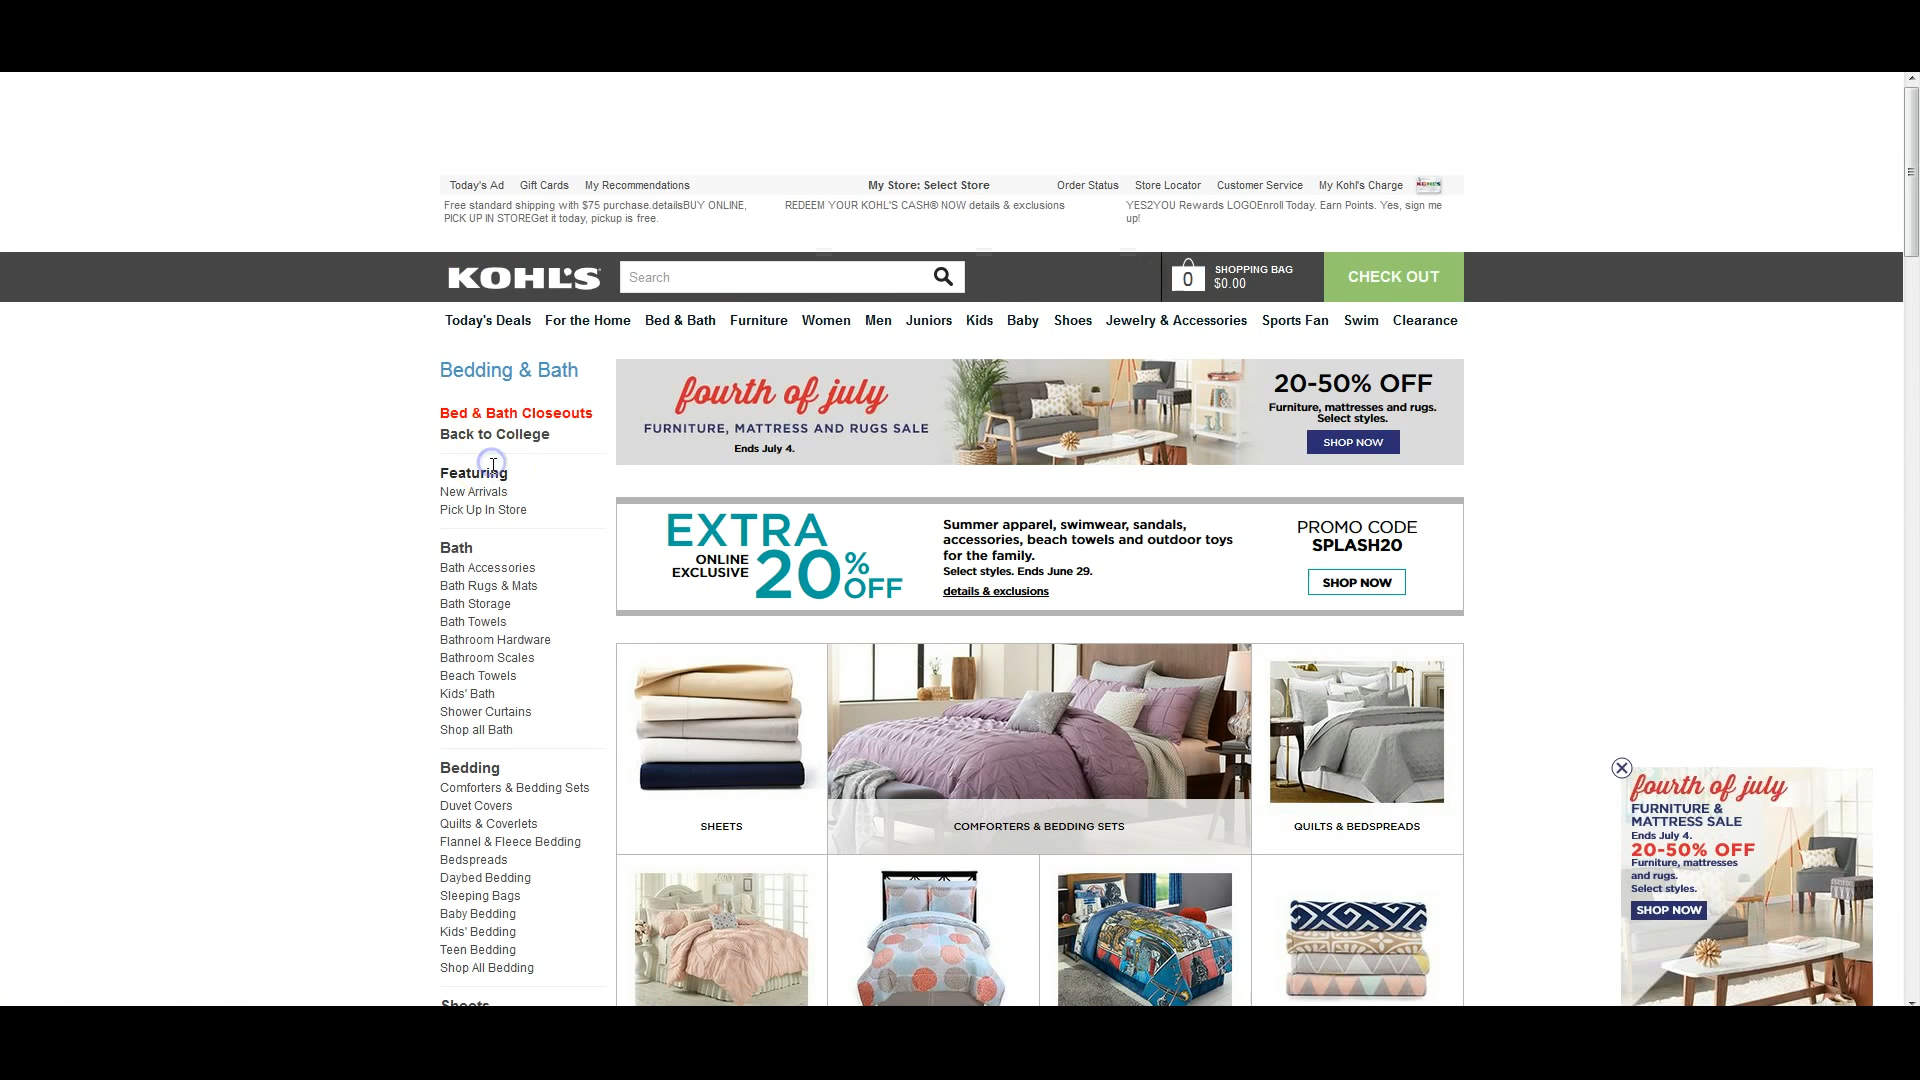 Today's Ad Gift Cards My Recommendations My Store: Select Store Order Status Store Locator Customer Service My Kohl's Charge KOHL'S
Free standard shipping with $75 purchase.detailsBUY ONLINE,
PICK UP IN STOREGet it today, pickup is free.
REDEEM YOUR KOHL'S CASH® NOW details & exclusions
YES2YOU Rewards LOGOEnroll Today. Earn Points. Yes, sign me
up!
KOHL'S
Search
0
SHOPPING BAG
$0.00
CHECK OUT
Today's Deals For the Home Bed & Bath Furniture Women Men Juniors Kids Baby Shoes Jewelry & Accessories Sports Fan Swim Clearance
Bedding & Bath
Bed & Bath Closeouts
Back to College
Featuring
New Arrivals
Pick Up In Store
Bath
Bath Accessories
Bath Rugs & Mats
Bath Storage
Bath Towels
Bathroom Hardware
Bathroom Scales
Beach Towels
Kids' Bath
Shower Curtains
Shop all Bath
Bedding
Comforters & Bedding Sets
Duvet Covers
Quilts & Coverlets
Flannel & Fleece Bedding
Bedspreads
Daybed Bedding
Sleeping Bags
Baby Bedding
Kids' Bedding
Teen Bedding
Shop All Bedding
Sheets
fourth of july
FURNITURE, MATTRESS AND RUGS SALE
Ends July 4.
20-50% OFF
Furniture, mattresses and rugs.
Select styles.
SHOP NOW
EXTRA
ONLINE
EXCLUSIVE
20% OFF
Summer apparel, swimwear, sandals,
accessories, beach towels and outdoor toys
for the family.
Select styles. Ends June 29.
details & exclusions
PROMO CODE
SPLASH20
SHOP NOW
SHEETS
COMFORTERS & BEDDING SETS
QUILTS & BEDSPREADS
fourth of july
FURNITURE &
MATTRESS SALE
Ends July 4.
20-50% OFF
Furniture, mattresses
and rugs.
Select styles.
SHOP NOW